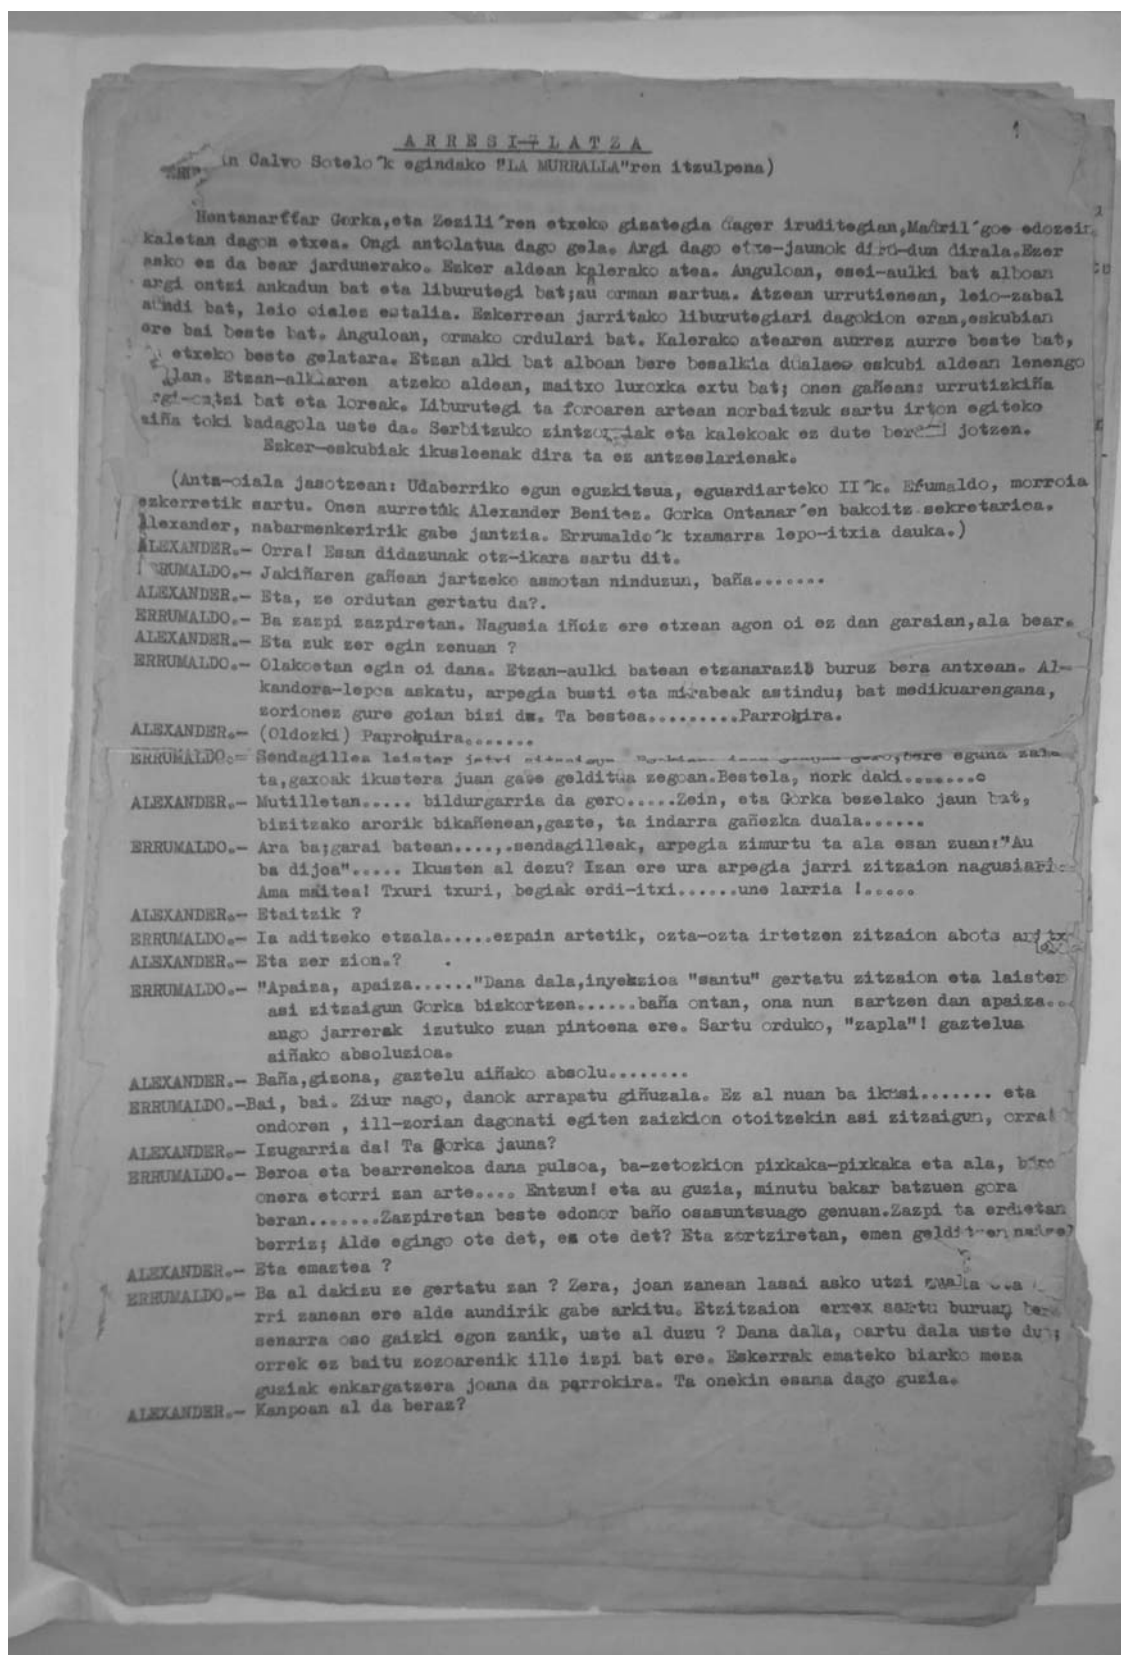 1
ARRESI-LATZA
in Calvo Sotelo´k egindako "LA MURRALLA"ren itzulpena)
Gorka, eta Zezili´ren etxeko gizategia dager iruditegian, Madril´goe edozein
kaletan dagon etxea. Ongi antolatua dago gela. Argi dago etxe-jaunok diru-dun dirala.Ezer
asko ez da bear jardunerako. Ezker aldean kalerako atea. Anguloan, esei-aulki bat alboan
argi ontzi ankadun bat eta liburutegi bat;au orman sartua. Atzean urrutienean, leio-zabal
aundi bat, leio oialez estalia. Ezkerrean jarritako liburutegiari dagokion eran,eskubian
ere bai beste bat. Anguloan, ormako ordulari bat. Kalerako atearen aurrez aurre beste bat,
etxeko beste gelatara. Etzan alki bat alboan bere besalkia dualaeo eskubi aldean lenengo
Etzan-alkiaren atzeko aldean, maitxo luxoxka extu bat; onen gañean: urrutizkiña
bat eta loreak. Liburutegi ta foroaren artean norbaitzuk sartu irten egiteko
aiña toki badagola uste da. Serbitzuko eta kalekoak ez dute jotzen.
Ezker-eskubiak ikusleenak dira ta ez antzeslarienak.
(Anta-oiala jasotzean: Udaberriko egun eguzkitsua, eguardiarteko II´k. morroia
ezkerretik sartu. Onen aurretik Alexander Benitez. Gorka Ontanar´en bakoitz sekretarioa.
Alexander, nabarmenkeririk gabe jantzia. Errumaldo´k txamarra lepo-itxia dauka.)
ALEXANDER.- Orra! Esan didazunak otz-ikara sartu dit.
RUMALDO.- Jakiñaren gañean jartzeko asmotan ninduzun, baña.......
ALEXANDER.- Eta, ze ordutan gertatu da?.
ERRUMALDO.- Ba zazpi zazpiretan. Nagusia iñoiz ere etxean agon oi ez dan garaian,ala bear.
ALEXANDER.- Eta zuk zer egin zenuan ?
ERRUMALDO.- Olakoetan egin oi dana. Etzan-aulki batean etzanarazi buruz bera antxean. Al-
kandora-lepoa askatu, arpegia busti eta mirabeak astindu; bat medikuarengana,
zorionez gure goian bizi da. Ta bestea.........Parrokira.
ALEXANDER.- (Oldozki) Parrokuira.......
ERRUMALDO.- Sendagillea laister bere eguna
ta,gaxoak ikustera juan gabe gelditua zegoan.Bestela, nork daki........
ALEXANDER.- Mutilletan..... bildurgarria da gero.....Zein, eta Gorka bezelako jaun bat,
bizitzako arorik bikañenean,gazte, ta indarra gañezka duala......
ERRUMALDO.- Ara ba;garai batean....,.sendagilleak, arpegia zimurtu ta ala esan zuan:"Au
ba dijoa"..... Ikusten al dezu? Izan ere ura arpegia jarri zitzaion
Ama maitea! Txuri txuri, begiak erdi-itxi......une larria !.....
ALEXANDER.- Etaitzik ?
ERRUMALDO.- Ia aditzeko etzala.....ezpain artetik, ozta-ozta irtetzen zitzaion abots
ALEXANDER.- Eta zer zion.?
ERRUMALDO.- "Apaiza, apaiza......"Dana dala,inyekzioa "santu" gertatu zitzaion eta laister
asi zitzaigun Gorka bizkortzen......baña ontan, ona nun sartzen dan apaiza...
ango jarrerak izutuko zuan pintoena ere. Sartu orduko, "zapla"! gaztelua
aiñako absoluzioa.
ALEXANDER.- Baña,gizona, gaztelu aiñako absolu........
ERRUMALDO.-Bai, bai. Ziur nago, danok arrapatu giñuzala. Ez al nuan ba ikusi....... eta
ondoren , ill-zorian dagonati egiten zaizkion otoitzekin asi zitzaigun, orra!
ALEXANDER.- Izugarria da! Ta Gorka jauna?
ERRUMALDO.- Beroa eta bearrenekoa dana pulsoa, ba-zetozkion pixkaka-pixkaka eta ala,
onera etorri zan arte.... Entzun! eta au guzia, minutu bakar batzuen gora
beran.......Zazpiretan beste edonor baño osasuntsuago genuan.Zazpi ta erdietan
berriz; Alde egingo ote det, ez ote det? Eta zortziretan, emen
ALEXANDER.- Eta emaztea ?
ERRUMALDO.- Ba al dakizu ze gertatu zan ? Zera, joan zanean lasai asko utzi
rri zanean ere alde aundirik gabe arkitu. Etzitzaion errex sartu buruan
senarra oso gaizki egon zanik, uste al duzu ? Dana dala, oartu dala uste
orrek ez baitu zozoarenik ille izpi bat ere. Eskerrak emateko biarko meza
guziak enkargatzera joana da parrokira. Ta onekin esana dago guzia.
ALEXANDER.- Kanpoan al da beraz?